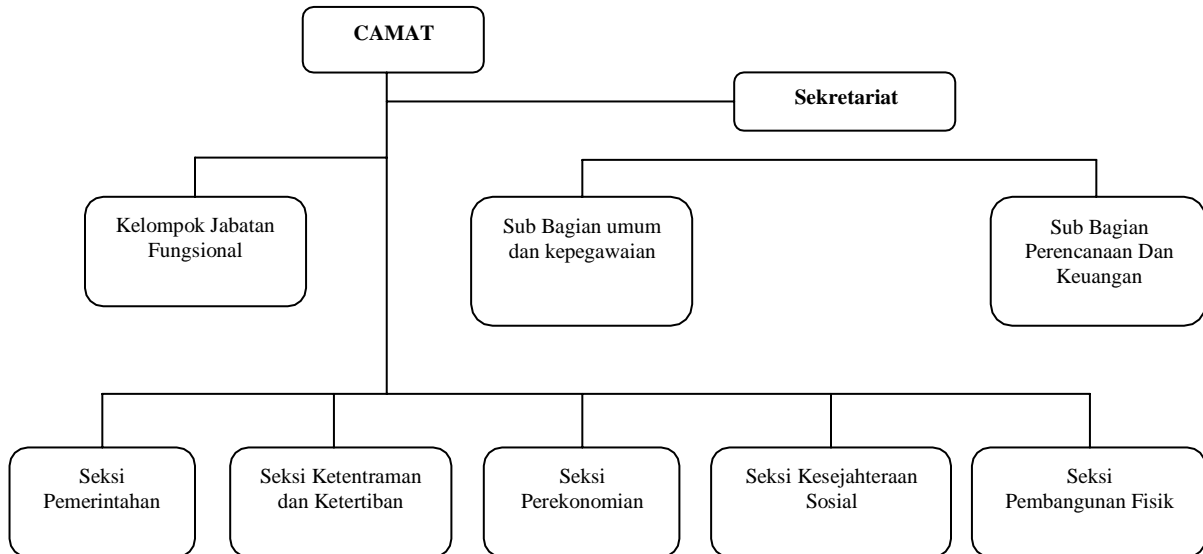 CAMAT
Sekretariat
Kelompok Jabatan
Fungsional
Sub Bagian umum
dan kepegawaian
Sub Bagian
Perencanaan Dan
Keuangan
Seksi
Pemerintahan
Seksi Ketentraman
dan Ketertiban
Seksi
Perekonomian
Seksi Kesejahteraan
Sosial
Seksi
Pembangunan Fisik